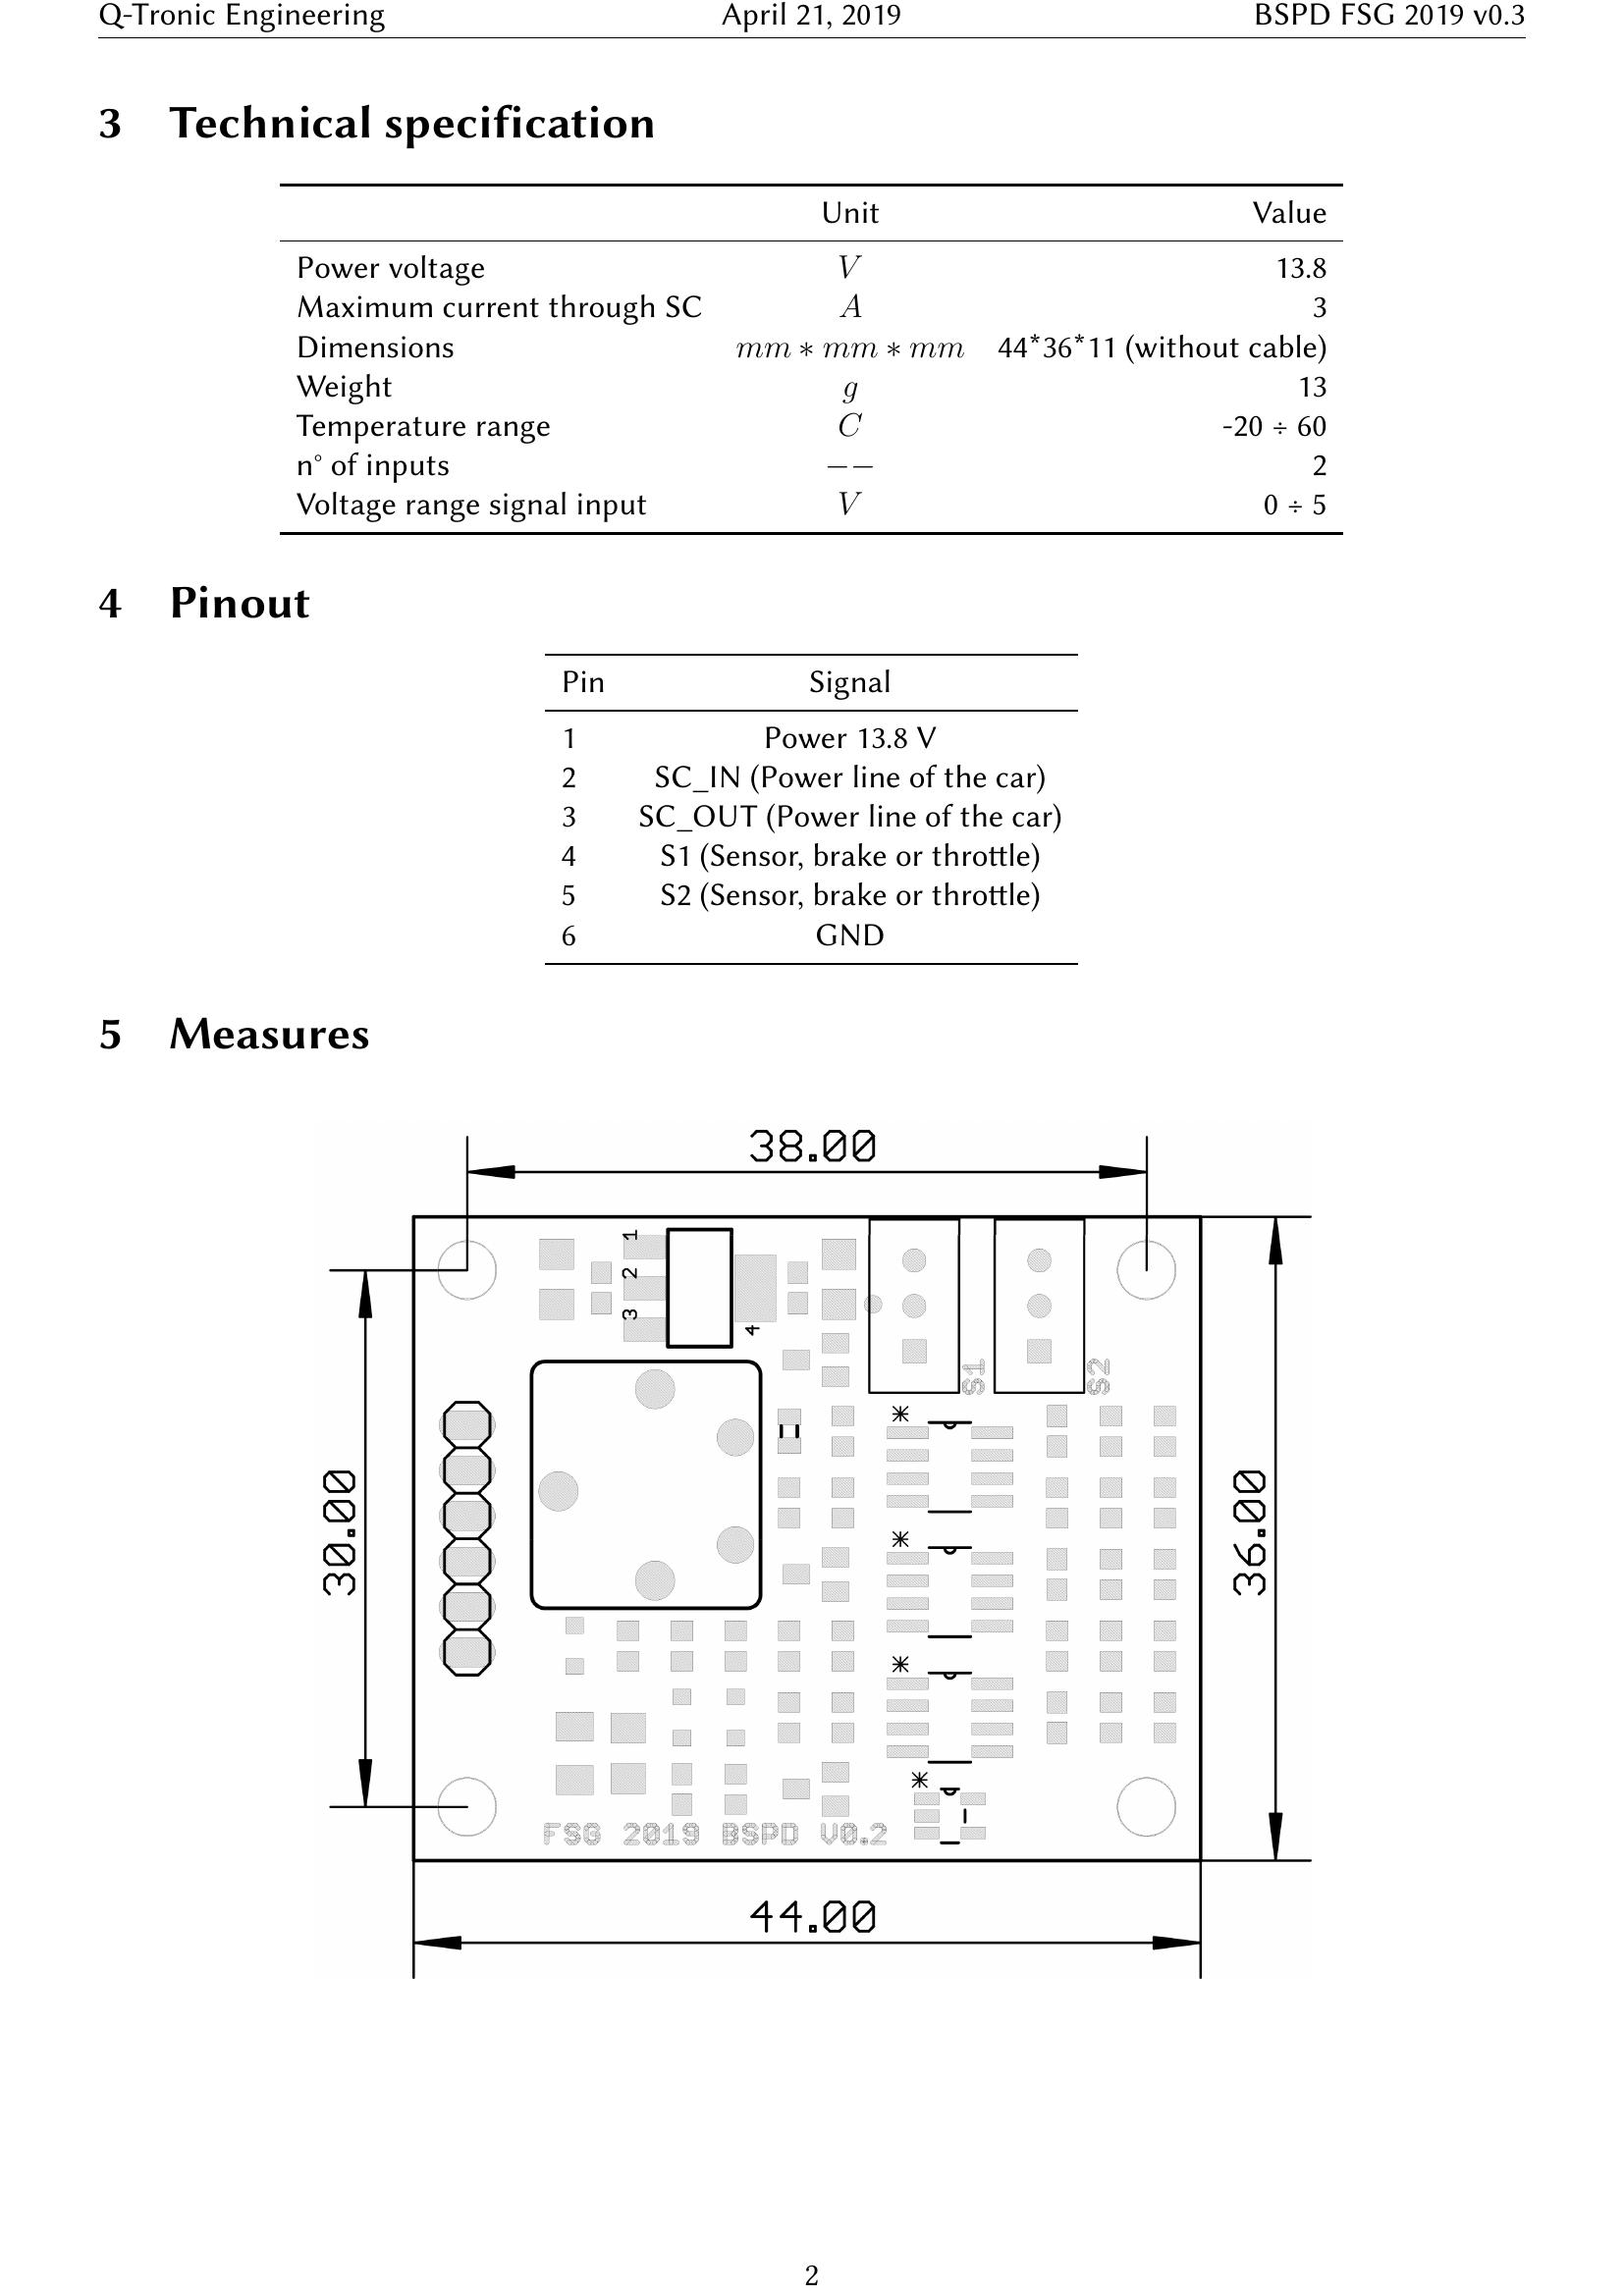 Q-Tronic Engineering April 21, 2019 BSPD FSG 2019 v0.3
3 Technical specification
Unit Value
Power voltage V 13.8
Maximum current through SC A 3
Dimensions mm ∗ mm ∗ mm 44*36*11 (without cable)
Weight g 13
Temperature range C -20 ÷ 60
n° of inputs −− 2
Voltage range signal input V 0 ÷ 5
4 Pinout
Pin Signal
1 Power 13.8 V
2 SC_IN (Power line of the car)
3 SC_OUT (Power line of the car)
4 S1 (Sensor, brake or throttle)
5 S2 (Sensor, brake or throttle)
6 GND
5 Measures
38.00
1
2
3
4
S1
S2
30.00
36.00
FSG 2019 BSPD V0.2
44.00
2